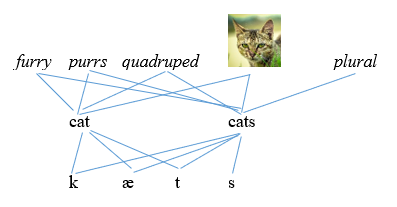 furry purrs quadruped plural
cat cats
k æ t s